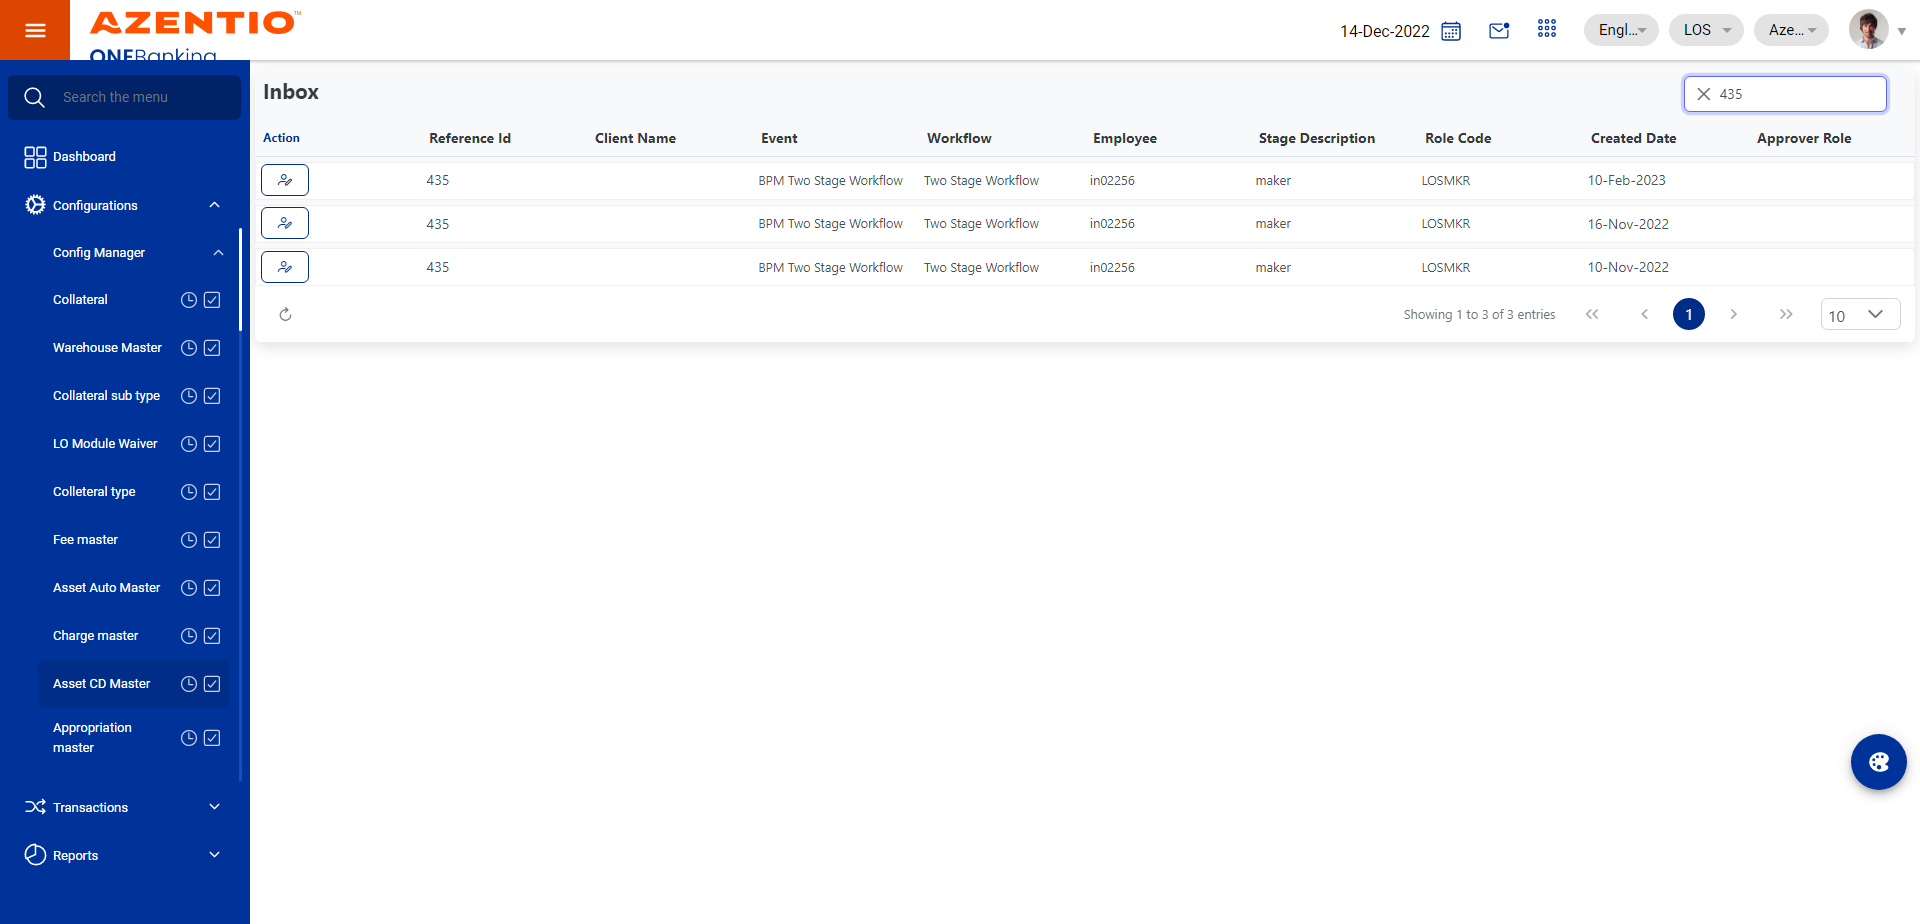 AZENTIO™
ONEBanking
14-Dec-2022
Engl...
LOS
Aze...
Search the menu
Dashboard
Configurations
Config Manager
Collateral
Warehouse Master
Collateral sub type
LO Module Waiver
Colleteral type
Fee master
Asset Auto Master
Charge master
Asset CD Master
Appropriation
master
Transactions
Reports
Inbox
435
Action Reference Id Client Name Event Workflow Employee Stage Description Role Code Created Date Approver Role
435 BPM Two Stage Workflow Two Stage Workflow in02256 maker LOSMKR 10-Feb-2023
435 BPM Two Stage Workflow Two Stage Workflow in02256 maker LOSMKR 16-Nov-2022
435 BPM Two Stage Workflow Two Stage Workflow in02256 maker LOSMKR 10-Nov-2022
Showing 1 to 3 of 3 entries
1
10